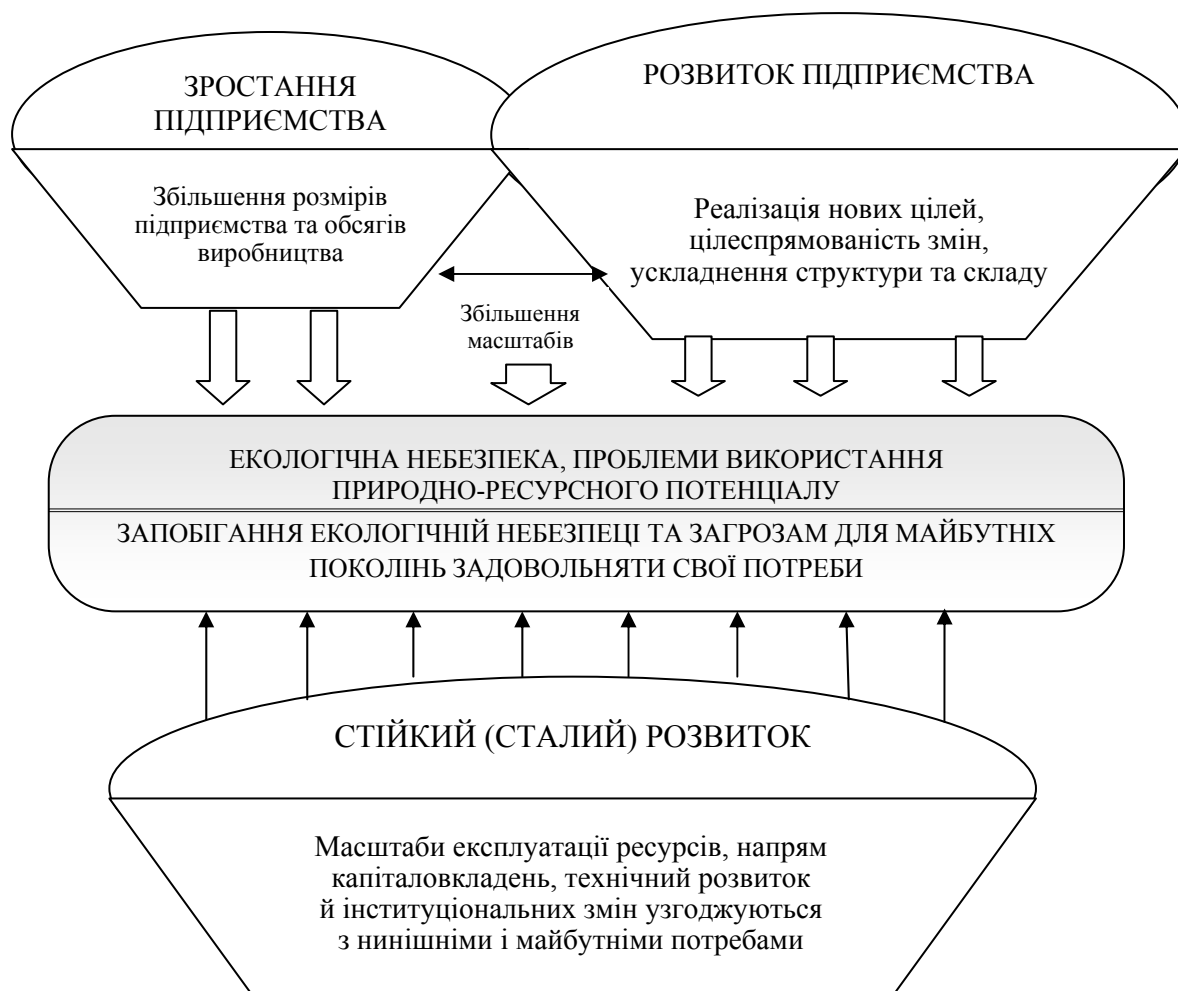 ЗРОСТАННЯ
ПІДПРИЄМСТВА
Збільшення розмірів
підприємства та обсягів
виробництва
РОЗВИТОК ПІДПРИЄМСТВА
Реалізація нових цілей,
цілеспрямованість змін,
ускладнення структури та складу
Збільшення
масштабів
ЕКОЛОГІЧНА НЕБЕЗПЕКА, ПРОБЛЕМИ ВИКОРИСТАННЯ
ПРИРОДНО-РЕСУРСНОГО ПОТЕНЦІАЛУ
ЗАПОБІГАННЯ ЕКОЛОГІЧНІЙ НЕБЕЗПЕЦІ ТА ЗАГРОЗАМ ДЛЯ МАЙБУТНІХ
ПОКОЛІНЬ ЗАДОВОЛЬНЯТИ СВОЇ ПОТРЕБИ
СТІЙКИЙ (СТАЛИЙ) РОЗВИТОК
Масштаби експлуатації ресурсів, напрям
капіталовкладень, технічний розвиток
й інституціональних змін узгоджуються
з нинішніми і майбутніми потребами